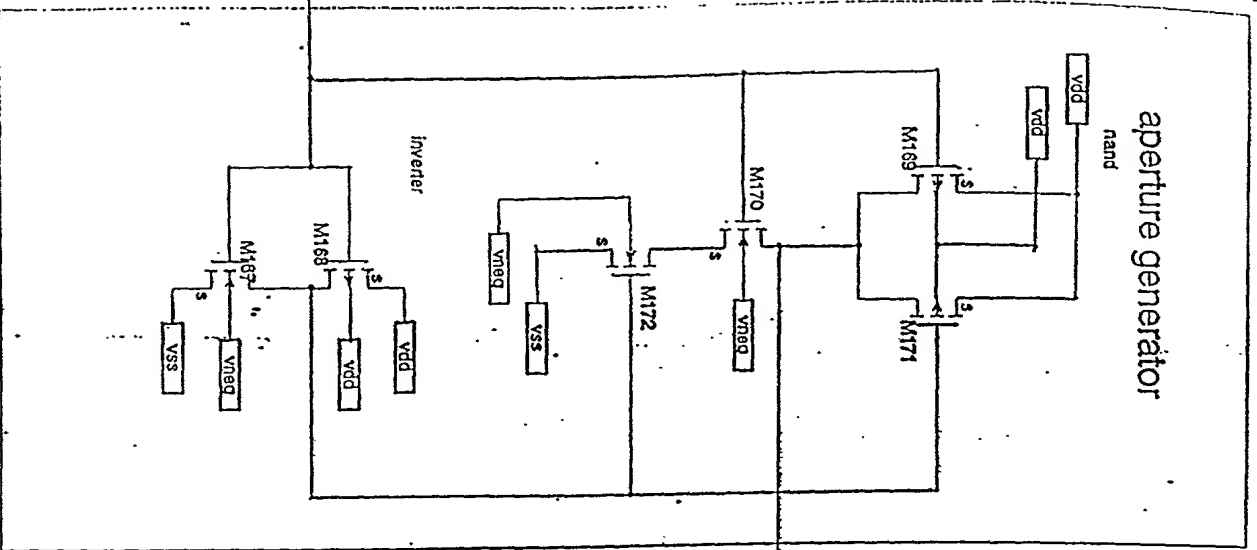 aperture generator
nand
vdd
vdd
s s
M169 M171
M170
vneg
s
M172
s
vss
vneg
inverter
vdd
s
vdd
M168
M167
vneg
s
vss